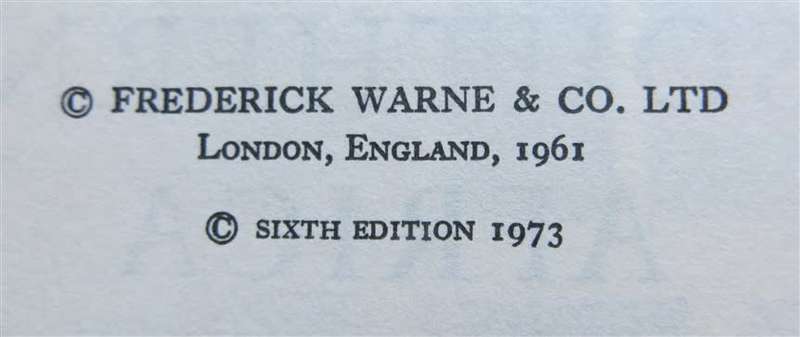 © FREDERICK WARNE & CO. LTD
LONDON, ENGLAND, 1961
© SIXTH EDITION 1973